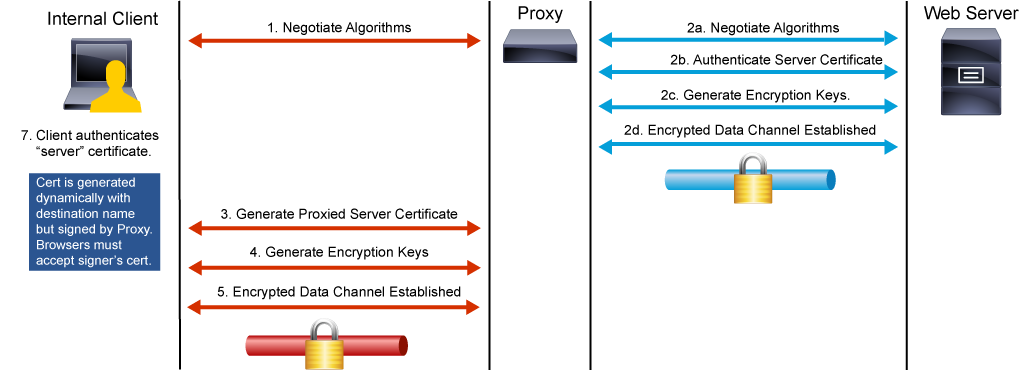 Internal Client
Proxy
Web Server
1. Negotiate Algorithms
2a. Negotiate Algorithms
2b. Authenticate Server Certificate
2c. Generate Encryption Keys.
2d. Encrypted Data Channel Established
7. Client authenticates
“server” certificate.
Cert is generated
dynamically with
destination name
but signed by Proxy.
Browsers must
accept signer’s cert.
3. Generate Proxied Server Certificate
4. Generate Encryption Keys
5. Encrypted Data Channel Established